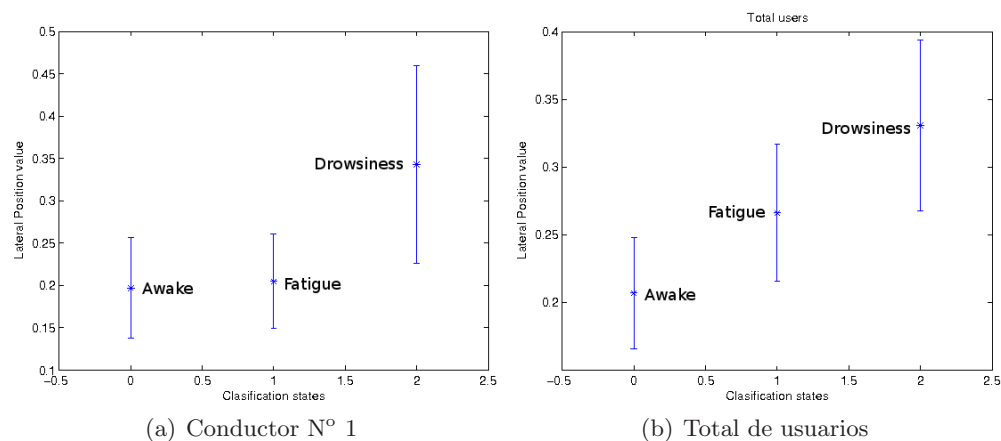 0.5
0.45
0.4
0.35
0.3
0.25
0.2
0.15
0.1
Lateral Position value
Drowsiness
Awake
Fatigue
−0.5 0 0.5 1 1.5 2 2.5
Clasification states
(a) Conductor Nº 1
Total users
0.4
0.35
0.3
0.25
0.2
Lateral Position value
Drowsiness
Fatigue
Awake
−0.5 0 0.5 1 1.5 2 2.5
Clasification states
(b) Total de usuarios